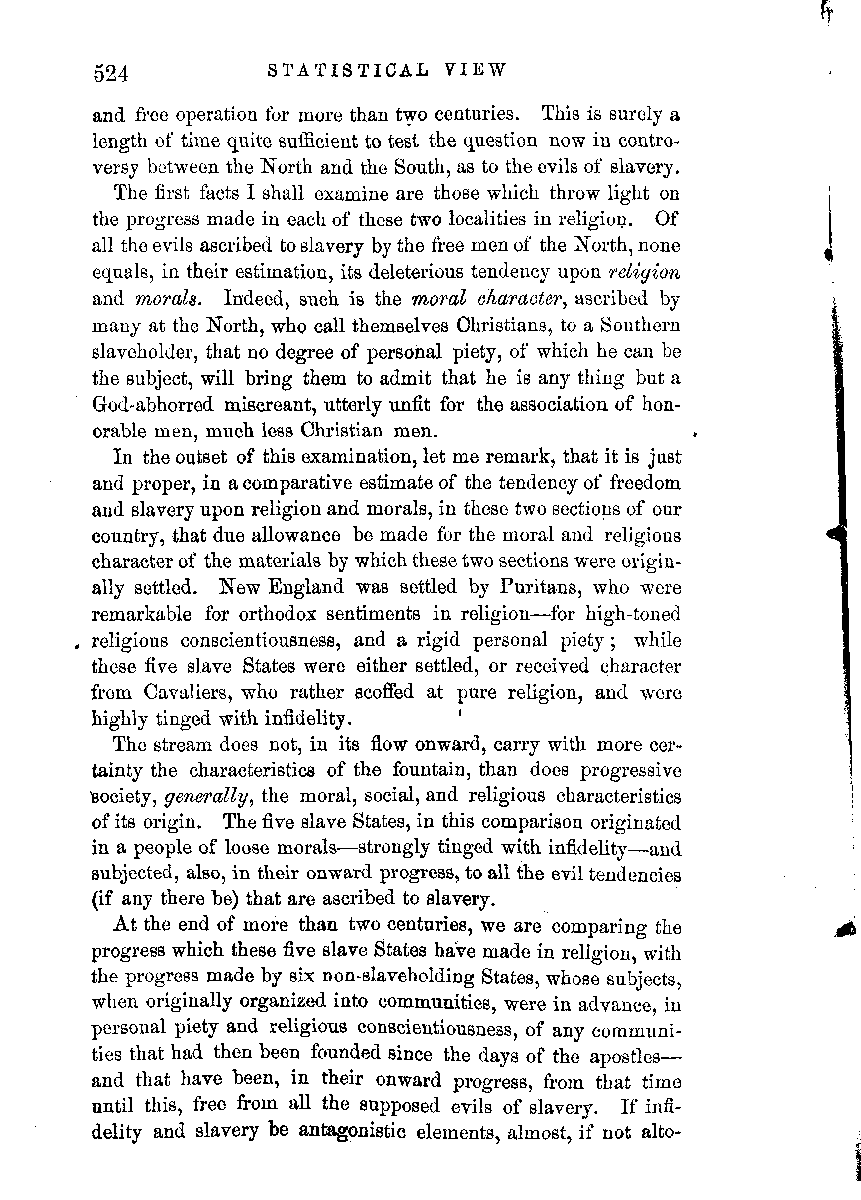 524 STATISTICAL VIEW
and free operation for more than two centuries. This is surely a
length of time quite sufficient to test the question now in contro-
versy between the North and the South, as to the evils of slavery.
The first facts I shall examine are those which throw light on
the progress made in each of these two localities in religion. Of
all the evils ascribed to slavery by the free men of the North, none
equals, in their estimation, its deleterious tendency upon religion
and morals. Indeed, such is the moral character, ascribed by
many at the North, who call themselves Christians, to a Southern
slaveholder, that no degree of personal piety, of which he can be
the subject, will bring them to admit that he is any thing but a
God-abhorred miscreant, utterly unfit for the association of hon-
orable men, much less Christian men.
In the outset of this examination, let me remark, that it is just
and proper, in a comparative estimate of the tendency of freedom
and slavery upon religion and morals, in these two sections of our
country, that due allowance be made for the moral and religious
character of the materials by which these two sections were origin-
ally settled. New England was settled by Puritans, who were
remarkable for orthodox sentiments in religion—for high-toned
religious conscientiousness, and a rigid personal piety; while
these five slave States were either settled, or received character
from Cavaliers, who rather scoffed at pure religion, and were
highly tinged with infidelity.
The stream does not, in its flow onward, carry with more cer-
tainty the characteristics of the fountain, than does progressive
society, generally, the moral, social, and religious characteristics
of its origin. The five slave States, in this comparison originated
in a people of loose morals—strongly tinged with infidelity—and
subjected, also, in their onward progress, to all the evil tendencies
(if any there be) that are ascribed to slavery.
At the end of more than two centuries, we are comparing the
progress which these five slave States have made in religion, with
the progress made by six non-slaveholding States, whose subjects,
when originally organized into communities, were in advance, in
personal piety and religious conscientiousness, of any communi-
ties that had then been founded since the days of the apostles—
and that have been, in their onward progress, from that time
until this, free from all the supposed evils of slavery. If infi-
delity and slavery be antagonistic elements, almost, if not alto-